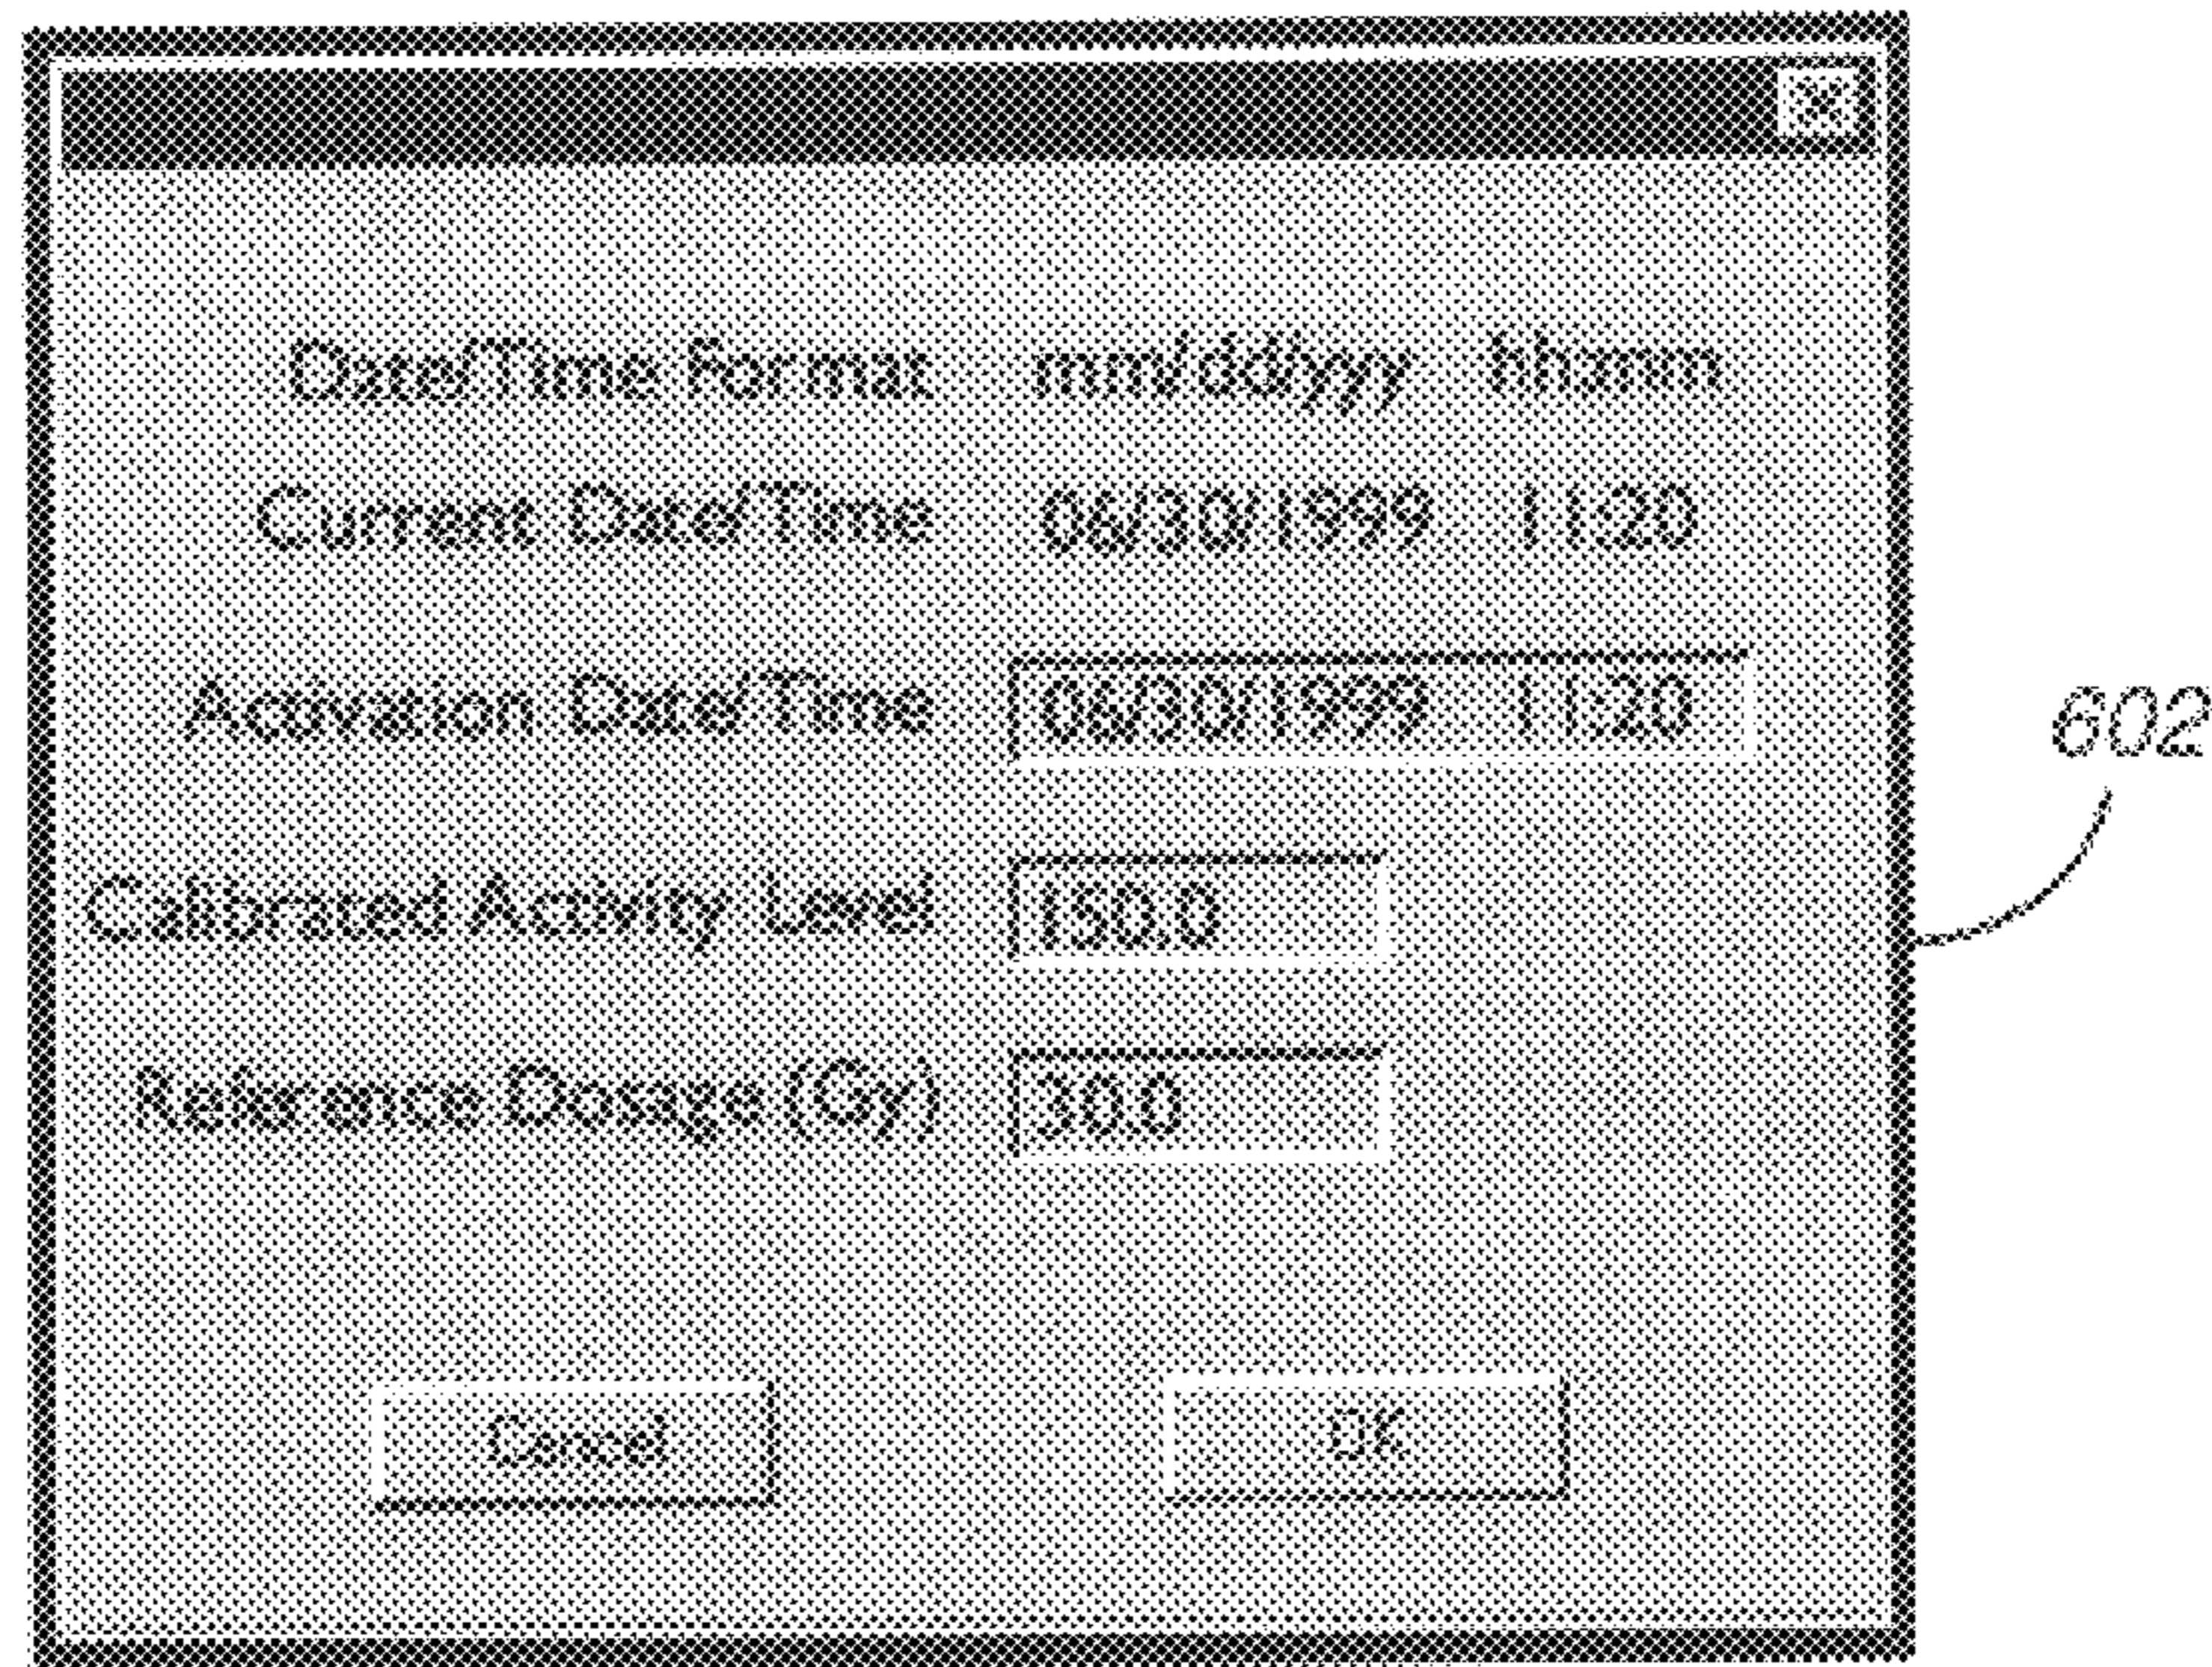 Date/Time Format mm/dd/yyyy hh:mm
Current Date/Time 06/30/1999 11:20
Activation Date/Time 06/30/1999 11:20
602
Calibrated Activity Level 150.0
Reference Dosage (Gy) 30.0
Cancel OK